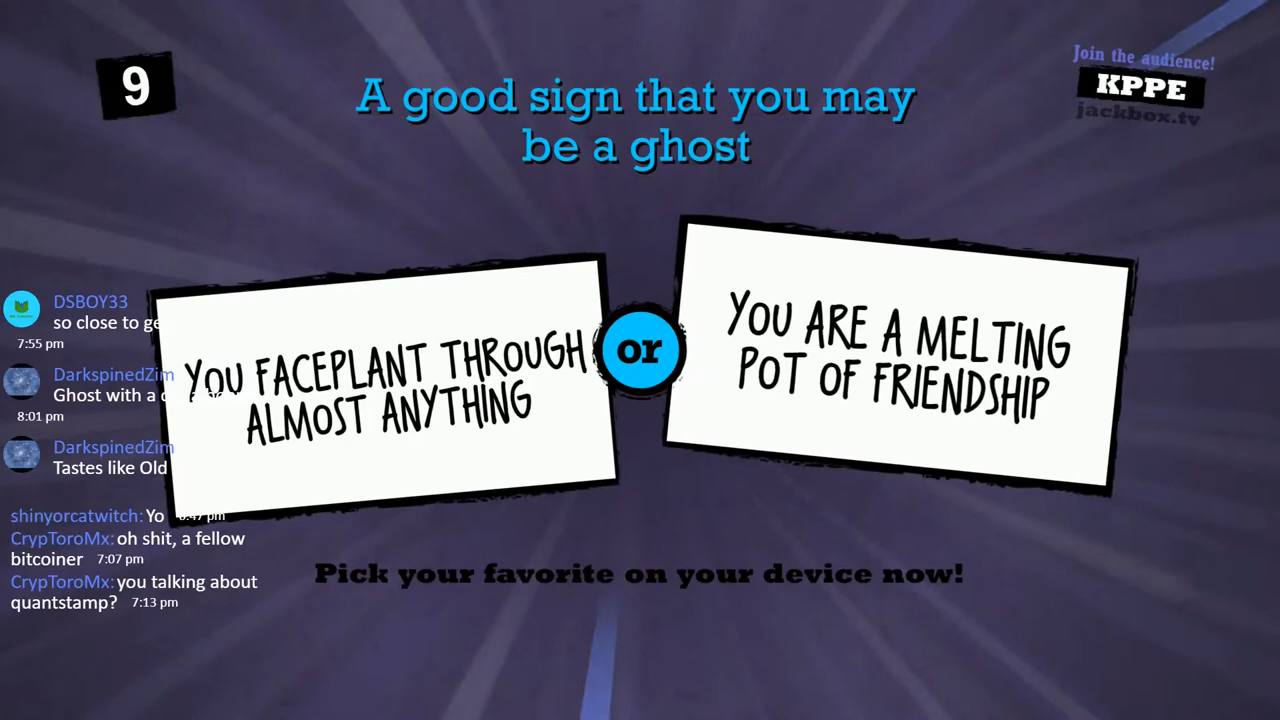 9
A good sign that you may
be a ghost
Join the audience!
KPPE
jackbox.tv
YOU FACEPLANT THROUGH
ALMOST ANYTHING
or
YOU ARE A MELTING
POT OF FRIENDSHIP
Pick your favorite on your device now!
DSBOY33
so close to
7:55 pm
DarkspinedZim
Ghost with a
8:01 pm
DarkspinedZim
Tastes like Old
shinyorcatwitch: Yo
CrypToroMx: oh shit, a fellow
bitcoiner 7:07 pm
CrypToroMx: you talking about
quantstamp? 7:13 pm